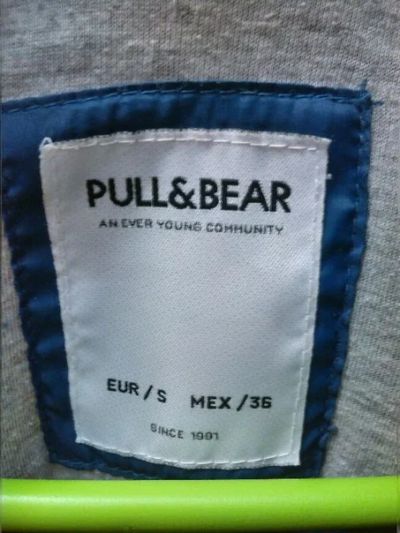 PULL&BEAR
AN EVER YOUNG COMMUNITY
EUR/S MEX/36
SINCE 1991